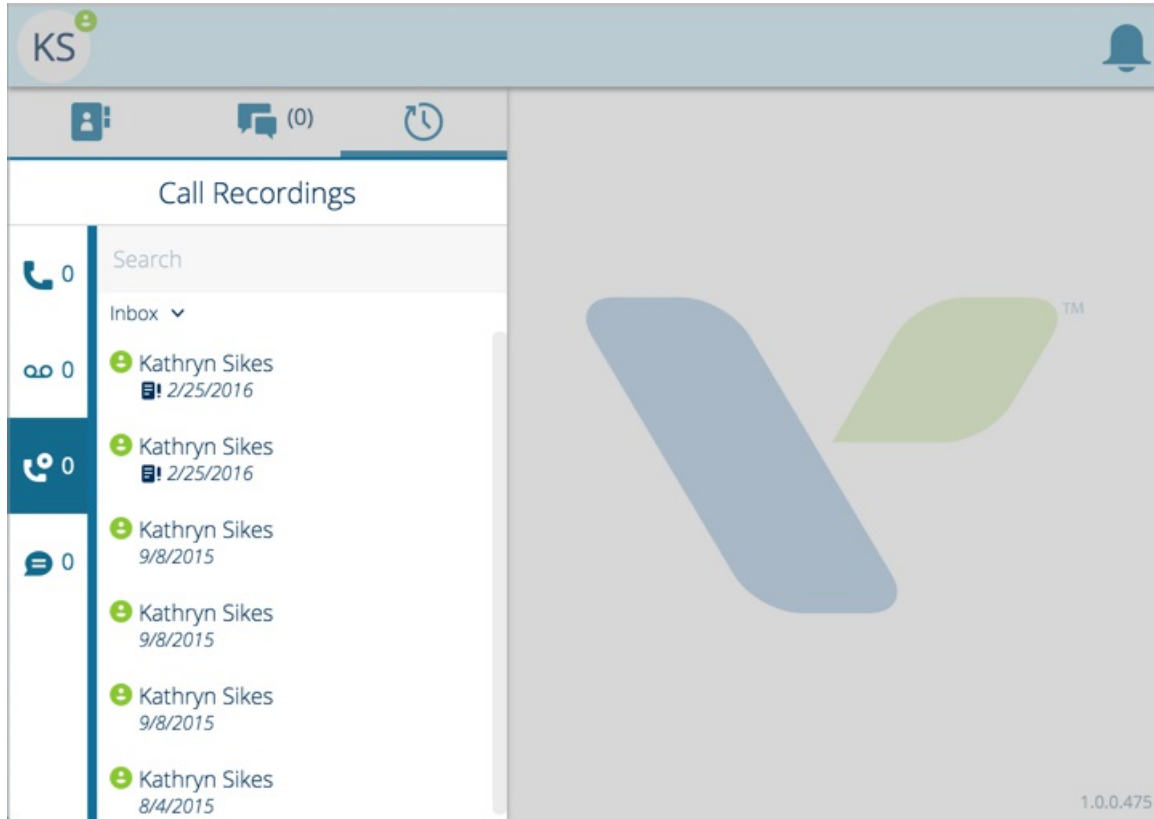 KS
(0)
Call Recordings
0
Search
Inbox
0
Kathryn Sikes
2/25/2016
0
Kathryn Sikes
2/25/2016
0
Kathryn Sikes
9/8/2015
Kathryn Sikes
9/8/2015
Kathryn Sikes
9/8/2015
Kathryn Sikes
8/4/2015
TM
1.0.0.475